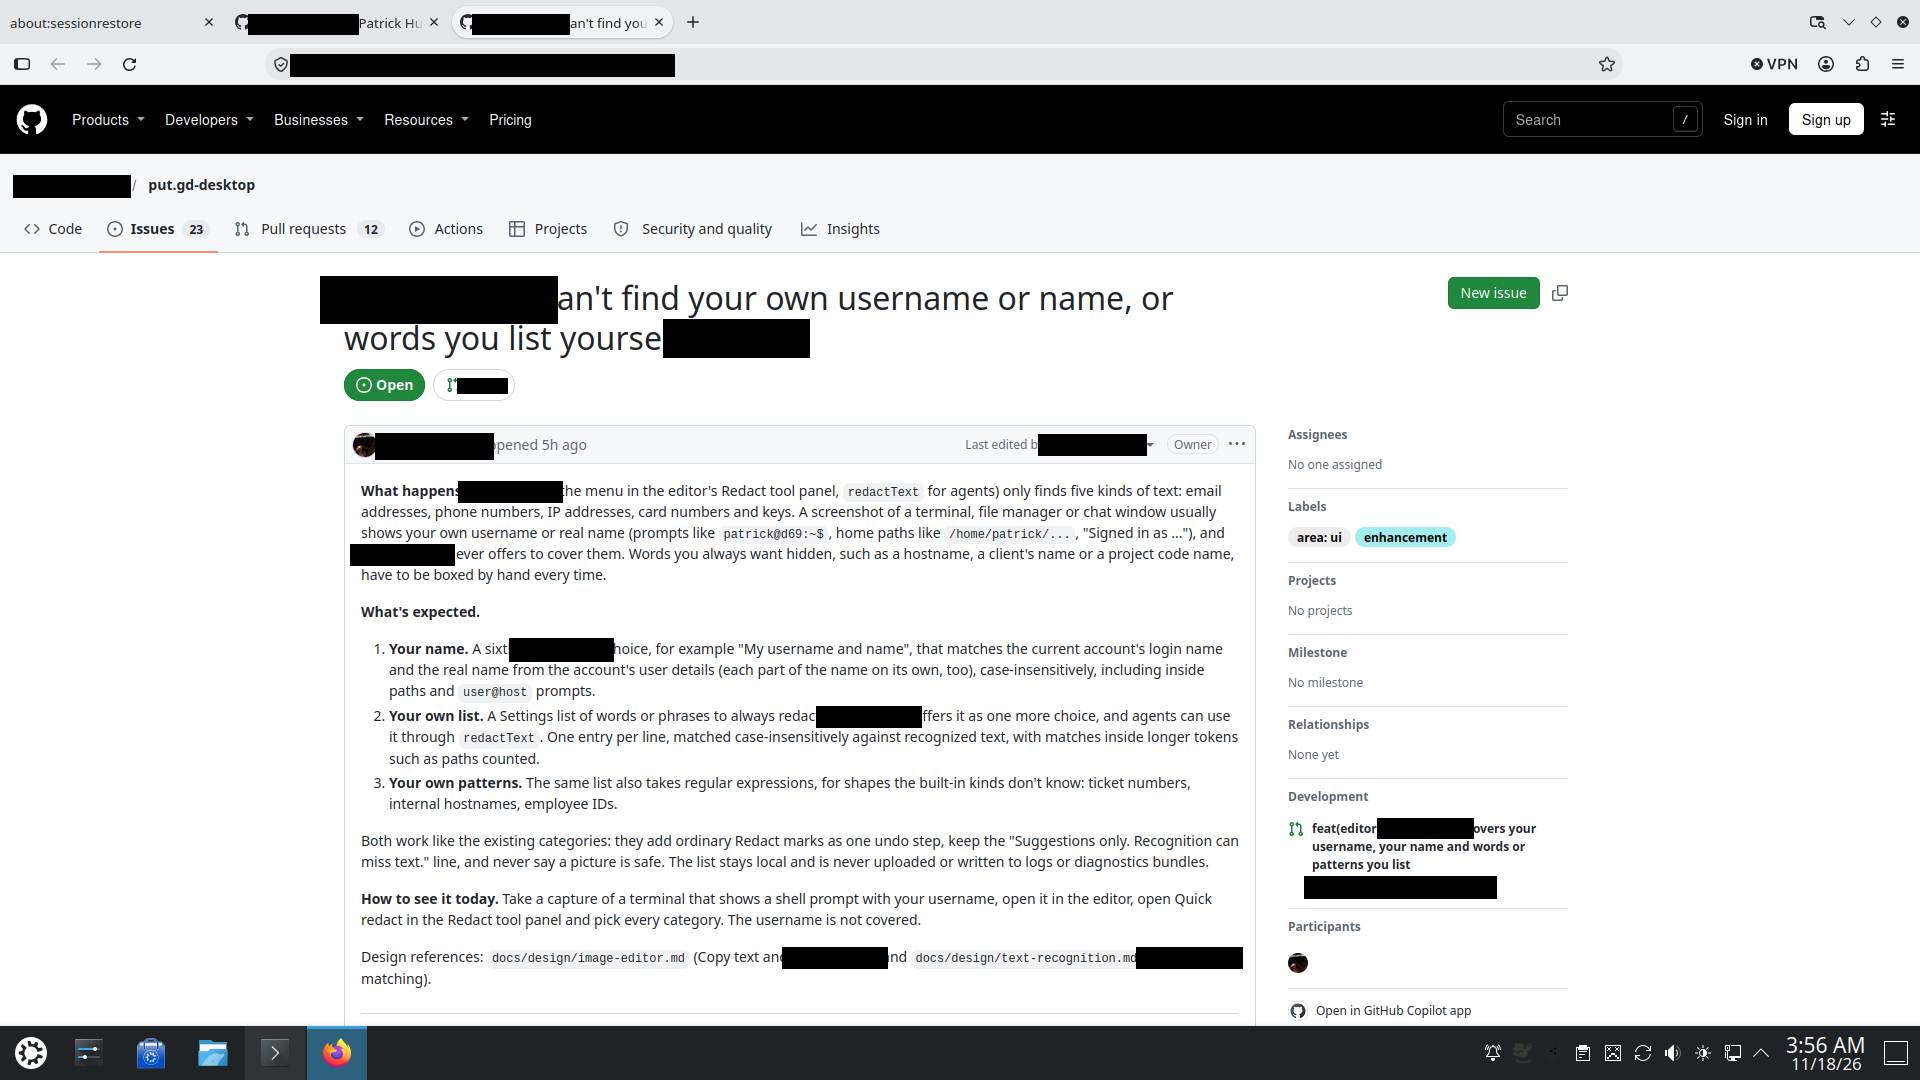 about:sessionrestore
Patrick Hu
an't find you
VPN
Products
Developers
Businesses
Resources
Pricing
Search
/
Sign in
Sign up
/ put.gd-desktop
Code
Issues 23
Pull requests 12
Actions
Projects
Security and quality
Insights
an't find your own username or name, or
words you list yourse
New issue
Open
opened 5h ago
Last edited b
Owner
What happens the menu in the editor's Redact tool panel, redactText for agents) only finds five kinds of text: email
addresses, phone numbers, IP addresses, card numbers and keys. A screenshot of a terminal, file manager or chat window usually
shows your own username or real name (prompts like patrick@d69:~$ , home paths like /home/patrick/... , "Signed in as ..."), and
ever offers to cover them. Words you always want hidden, such as a hostname, a client's name or a project code name,
have to be boxed by hand every time.
What's expected.
1. Your name. A sixt hoice, for example "My username and name", that matches the current account's login name
and the real name from the account's user details (each part of the name on its own, too), case-insensitively, including inside
paths and user@host prompts.
2. Your own list. A Settings list of words or phrases to always redac ffers it as one more choice, and agents can use
it through redactText . One entry per line, matched case-insensitively against recognized text, with matches inside longer tokens
such as paths counted.
3. Your own patterns. The same list also takes regular expressions, for shapes the built-in kinds don't know: ticket numbers,
internal hostnames, employee IDs.
Both work like the existing categories: they add ordinary Redact marks as one undo step, keep the "Suggestions only. Recognition can
miss text." line, and never say a picture is safe. The list stays local and is never uploaded or written to logs or diagnostics bundles.
How to see it today. Take a capture of a terminal that shows a shell prompt with your username, open it in the editor, open Quick
redact in the Redact tool panel and pick every category. The username is not covered.
Design references: docs/design/image-editor.md (Copy text and nd docs/design/text-recognition.md
matching).
Assignees
No one assigned
Labels
area: ui enhancement
Projects
No projects
Milestone
No milestone
Relationships
None yet
Development
feat(editor overs your
username, your name and words or
patterns you list
Participants
Open in GitHub Copilot app
3:56 AM
11/18/26